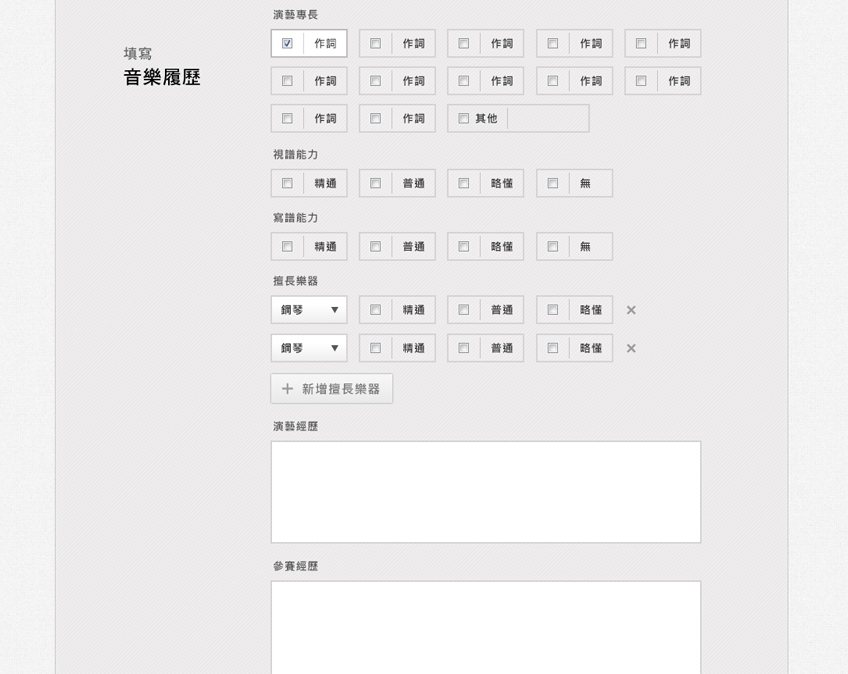 演藝專長
填寫
音樂履歷
作詞 作詞 作詞 作詞 作詞
作詞 作詞 作詞 作詞 作詞
作詞 作詞 其他
視譜能力
精通 普通 略懂 無
寫譜能力
精通 普通 略懂 無
擅長樂器
鋼琴 ▼ 精通 普通 略懂 ×
鋼琴 ▼ 精通 普通 略懂 ×
+ 新增擅長樂器
演藝經歷
參賽經歷